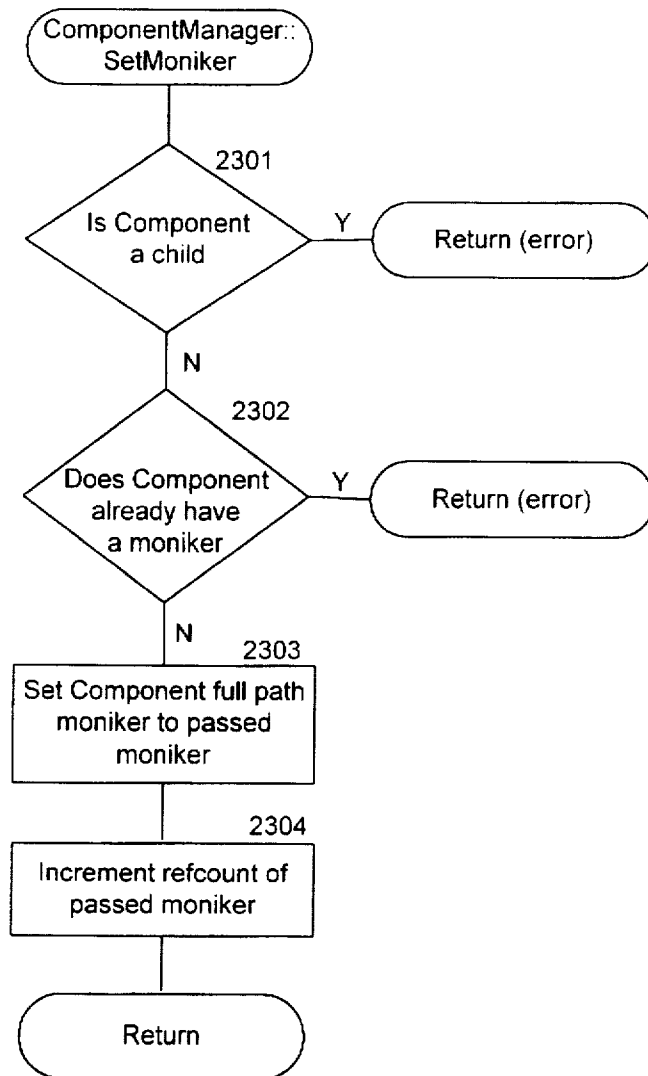 ComponentManager::
SetMoniker
2301
Is Component
a child
Y
Return (error)
N
2302
Does Component
already have
a moniker
Y
Return (error)
N
2303
Set Component full path
moniker to passed
moniker
2304
Increment refcount of
passed moniker
Return